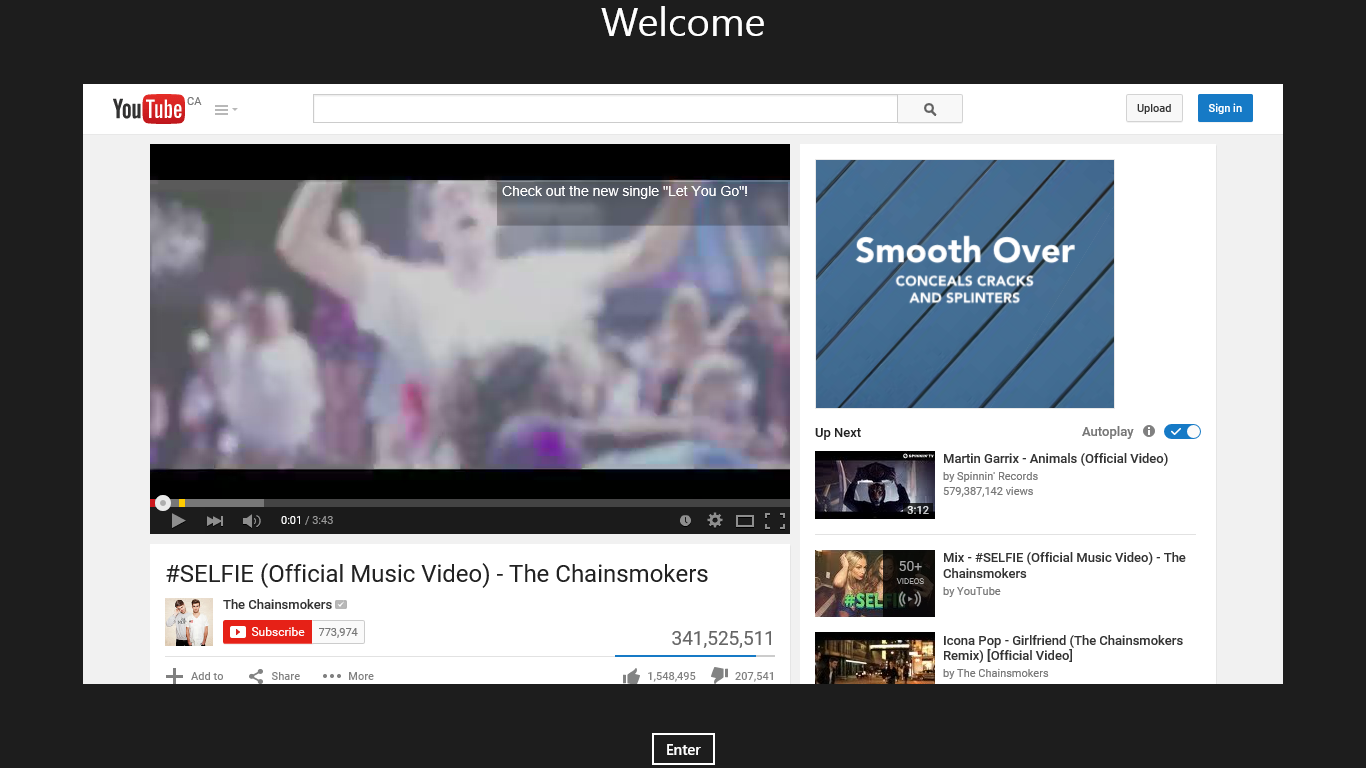 Welcome
YouTube CA
Upload
Sign in
Check out the new single "Let You Go"!
0:01 / 3:43
#SELFIE (Official Music Video) - The Chainsmokers
The Chainsmokers
Subscribe 773,974
341,525,511
Add to
Share
More
1,548,495
207,541
Smooth Over
CONCEALS CRACKS
AND SPLINTERS
Up Next
Autoplay
SPINNIN' TV
3:12
Martin Garrix - Animals (Official Video)
by Spinnin' Records
579,387,142 views
50+
VIDEOS
#SELFI
Mix - #SELFIE (Official Music Video) - The
Chainsmokers
by YouTube
Icona Pop - Girlfriend (The Chainsmokers
Remix) [Official Video]
by The Chainsmokers
Enter